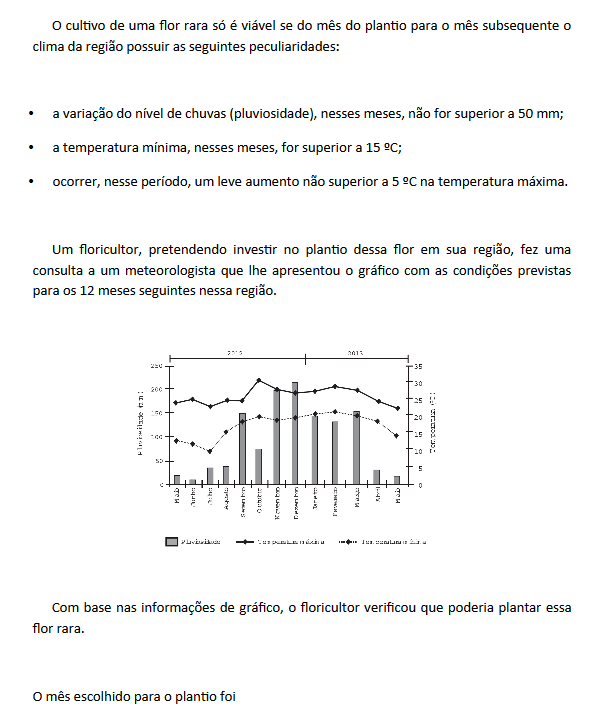 O cultivo de uma flor rara só é viável se do mês do plantio para o mês subsequente o
clima da região possuir as seguintes peculiaridades:
• a variação do nível de chuvas (pluviosidade), nesses meses, não for superior a 50 mm;
• a temperatura mínima, nesses meses, for superior a 15 ºC;
• ocorrer, nesse período, um leve aumento não superior a 5 ºC na temperatura máxima.
Um floricultor, pretendendo investir no plantio dessa flor em sua região, fez uma
consulta a um meteorologista que lhe apresentou o gráfico com as condições previstas
para os 12 meses seguintes nessa região.
2012 2013
250 35
200 30
150 25
100 20
50 15
0 10
5
0
Maio Junho Julho Agosto Setembro Outubro Novembro Dezembro Janeiro Fevereiro Março Abril Maio
Pluviosidade Temperatura máxima Temperatura mínima
Com base nas informações de gráfico, o floricultor verificou que poderia plantar essa
flor rara.
O mês escolhido para o plantio foi